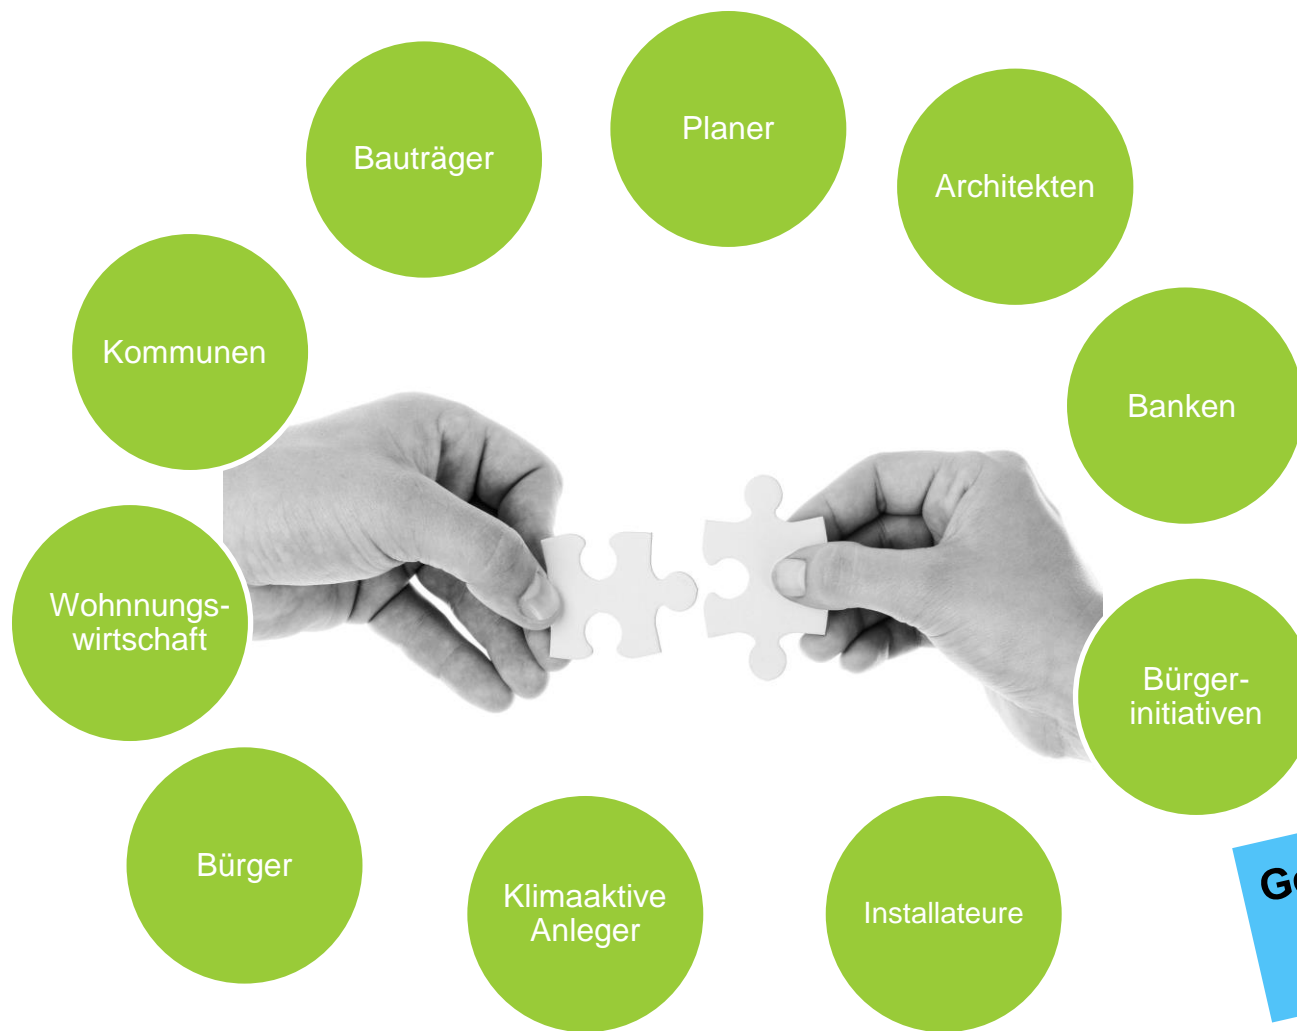 Planer
Bauträger
Architekten
Kommunen
Banken
Wohnnungs-
wirtschaft
Bürger-
initiativen
Bürger
Klimaaktive
Anleger
Installateure